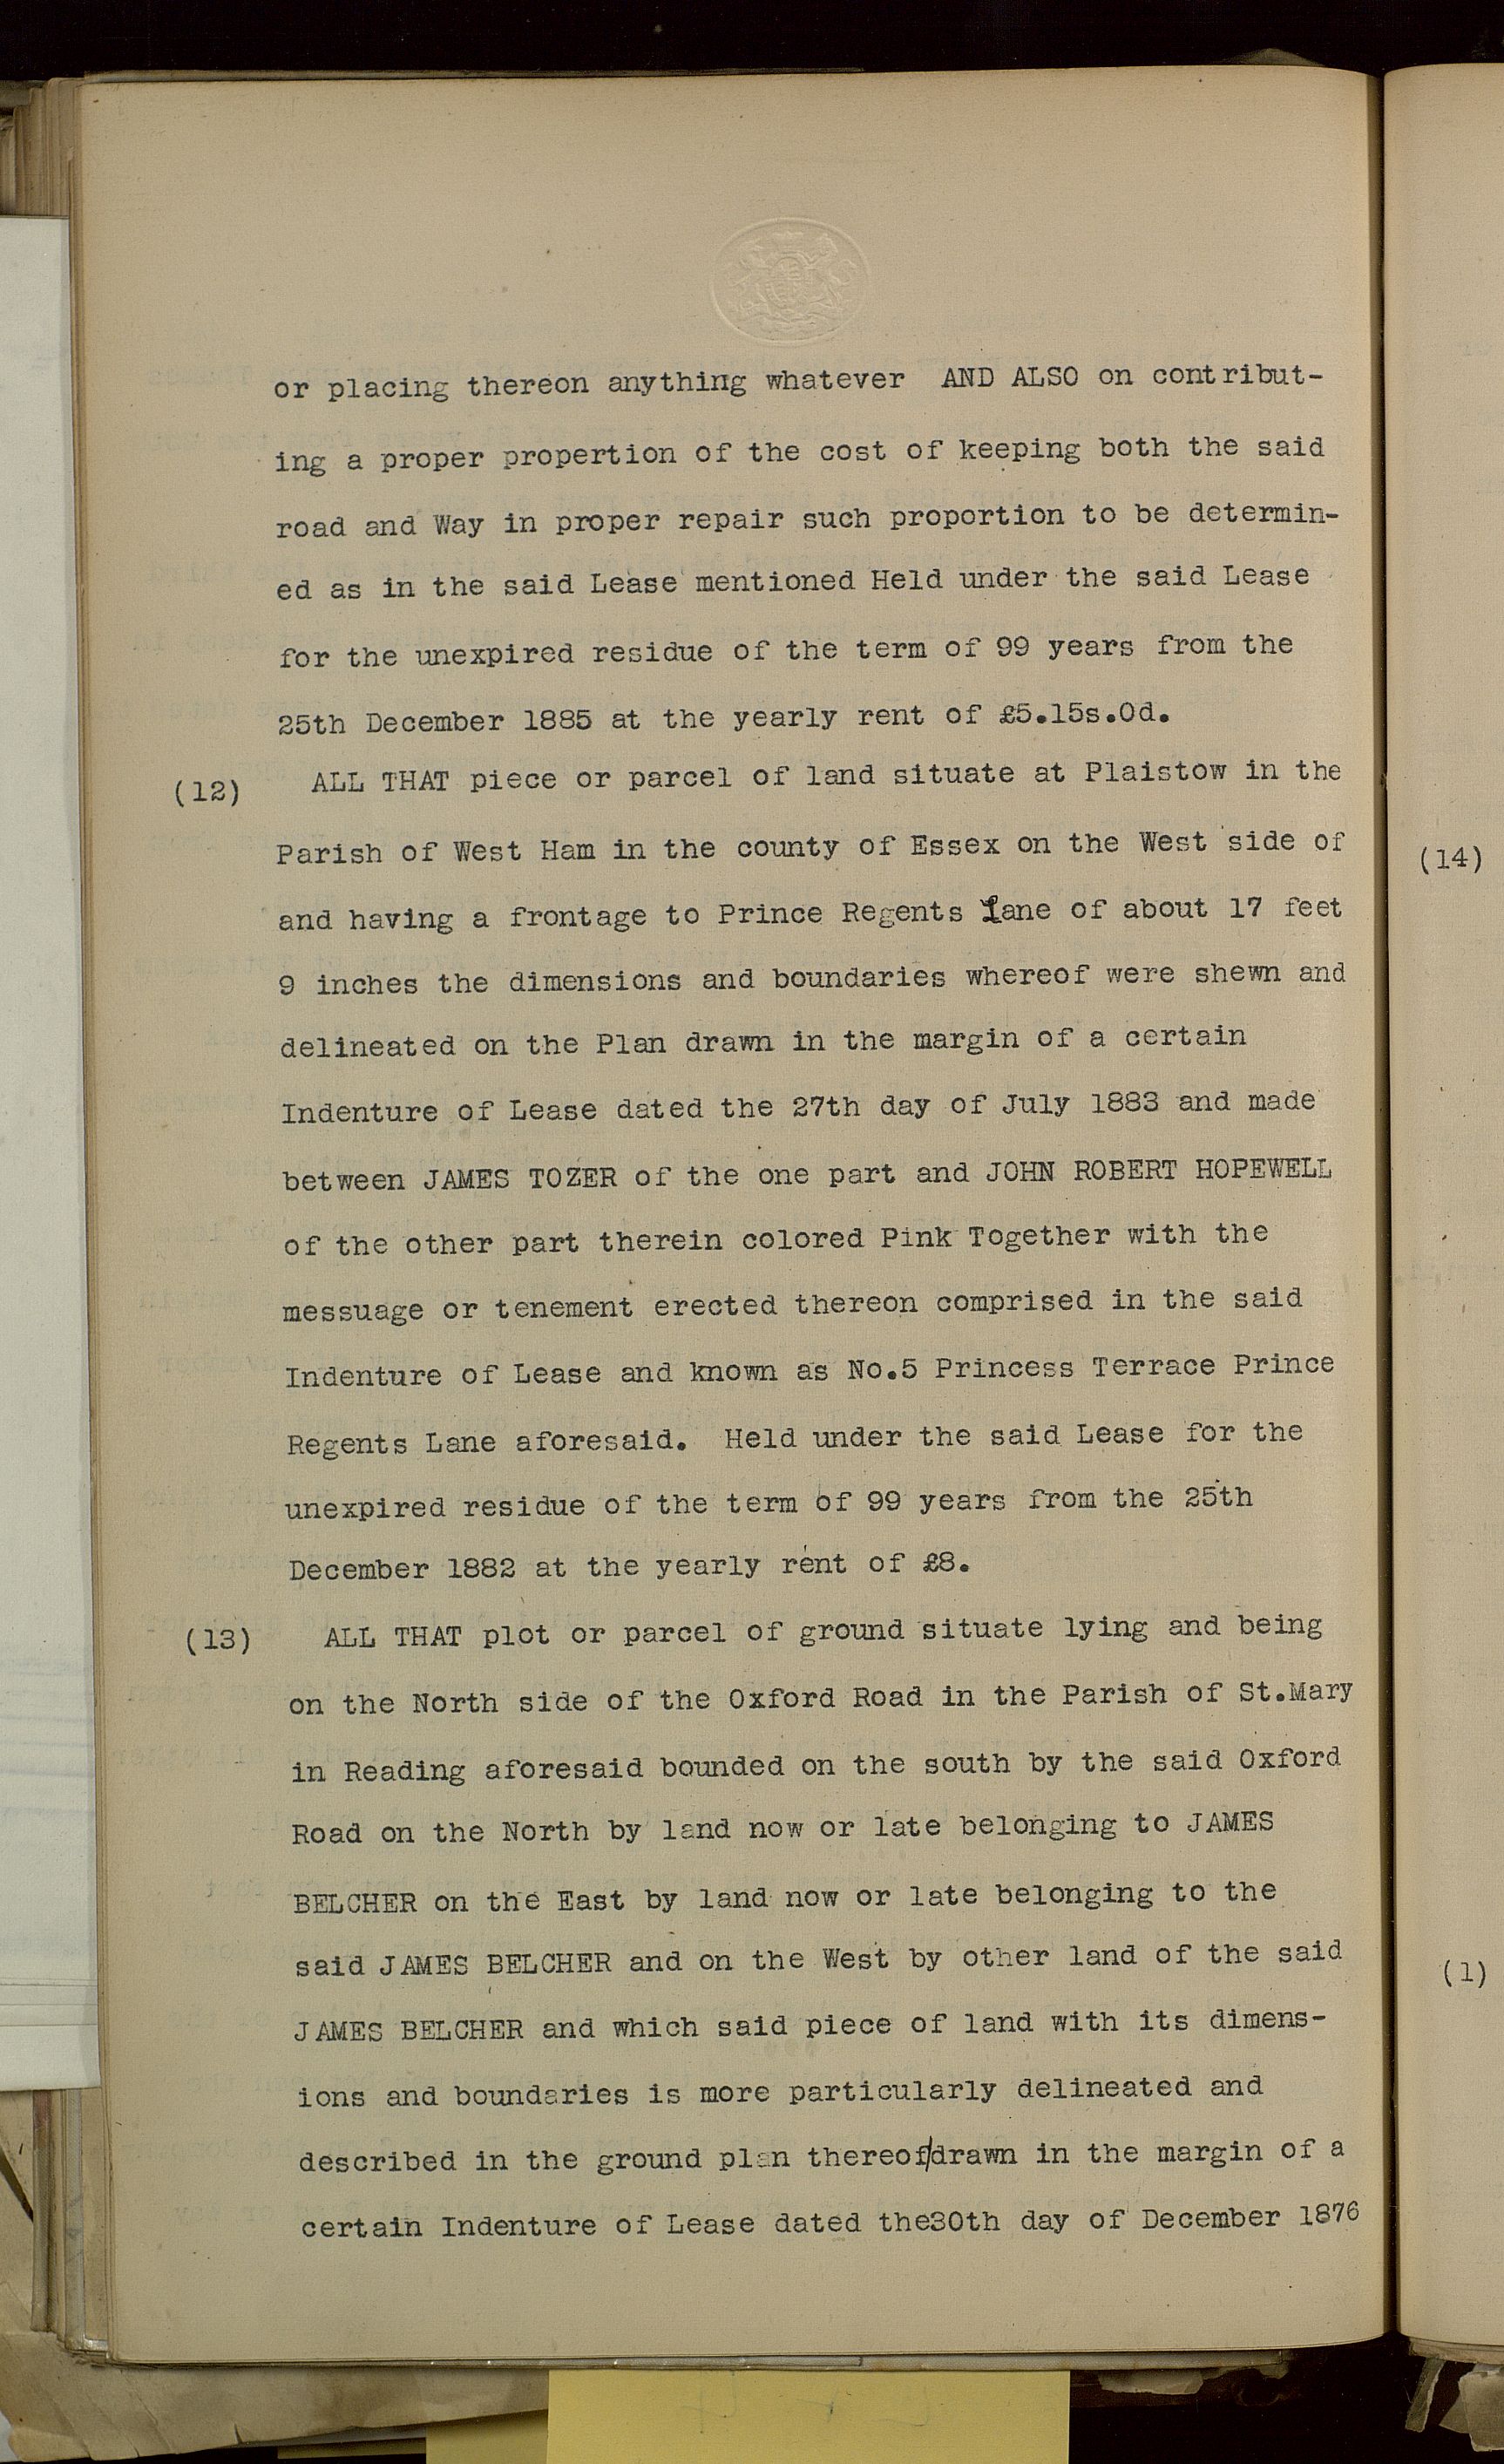 or placing thereon anything whatever AND ALSO on contribut-
ing a proper propertion of the cost of keeping both the said
road and Way in proper repair such proportion to be determin-
ed as in the said Lease mentioned Held under the said Lease
for the unexpired residue of the term of 99 years from the
25th December 1885 at the yearly rent of £5.15s.0d.
(12) ALL THAT piece or parcel of land situate at Plaistow in the
Parish of West Ham in the county of Essex on the West side of
and having a frontage to Prince Regents Lane of about 17 feet
9 inches the dimensions and boundaries whereof were shewn and
delineated on the Plan drawn in the margin of a certain
Indenture of Lease dated the 27th day of July 1883 and made
between JAMES TOZER of the one part and JOHN ROBERT HOPEWELL
of the other part therein colored Pink Together with the
messuage or tenement erected thereon comprised in the said
Indenture of Lease and known as No.5 Princess Terrace Prince
Regents Lane aforesaid. Held under the said Lease for the
unexpired residue of the term of 99 years from the 25th
December 1882 at the yearly rent of £8.
(13) ALL THAT plot or parcel of ground situate lying and being
on the North side of the Oxford Road in the Parish of St.Mary
in Reading aforesaid bounded on the south by the said Oxford
Road on the North by land now or late belonging to JAMES
BELCHER on the East by land now or late belonging to the
said JAMES BELCHER and on the West by other land of the said
JAMES BELCHER and which said piece of land with its dimens-
ions and boundaries is more particularly delineated and
described in the ground plan thereof/drawn in the margin of a
certain Indenture of Lease dated the30th day of December 1876
(14)
(1)